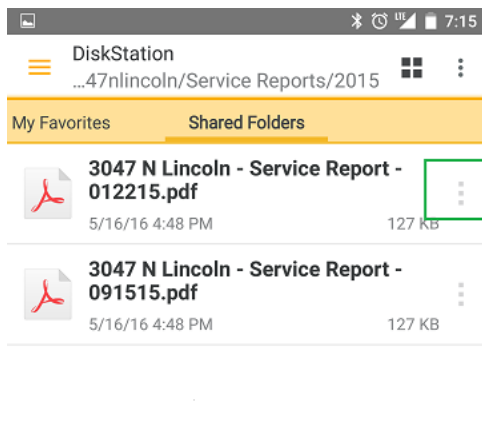 LTE 7:15
DiskStation
...47nlincoln/Service Reports/2015
My Favorites Shared Folders
3047 N Lincoln - Service Report -
012215.pdf
5/16/16 4:48 PM 127 KB
3047 N Lincoln - Service Report -
091515.pdf
5/16/16 4:48 PM 127 KB